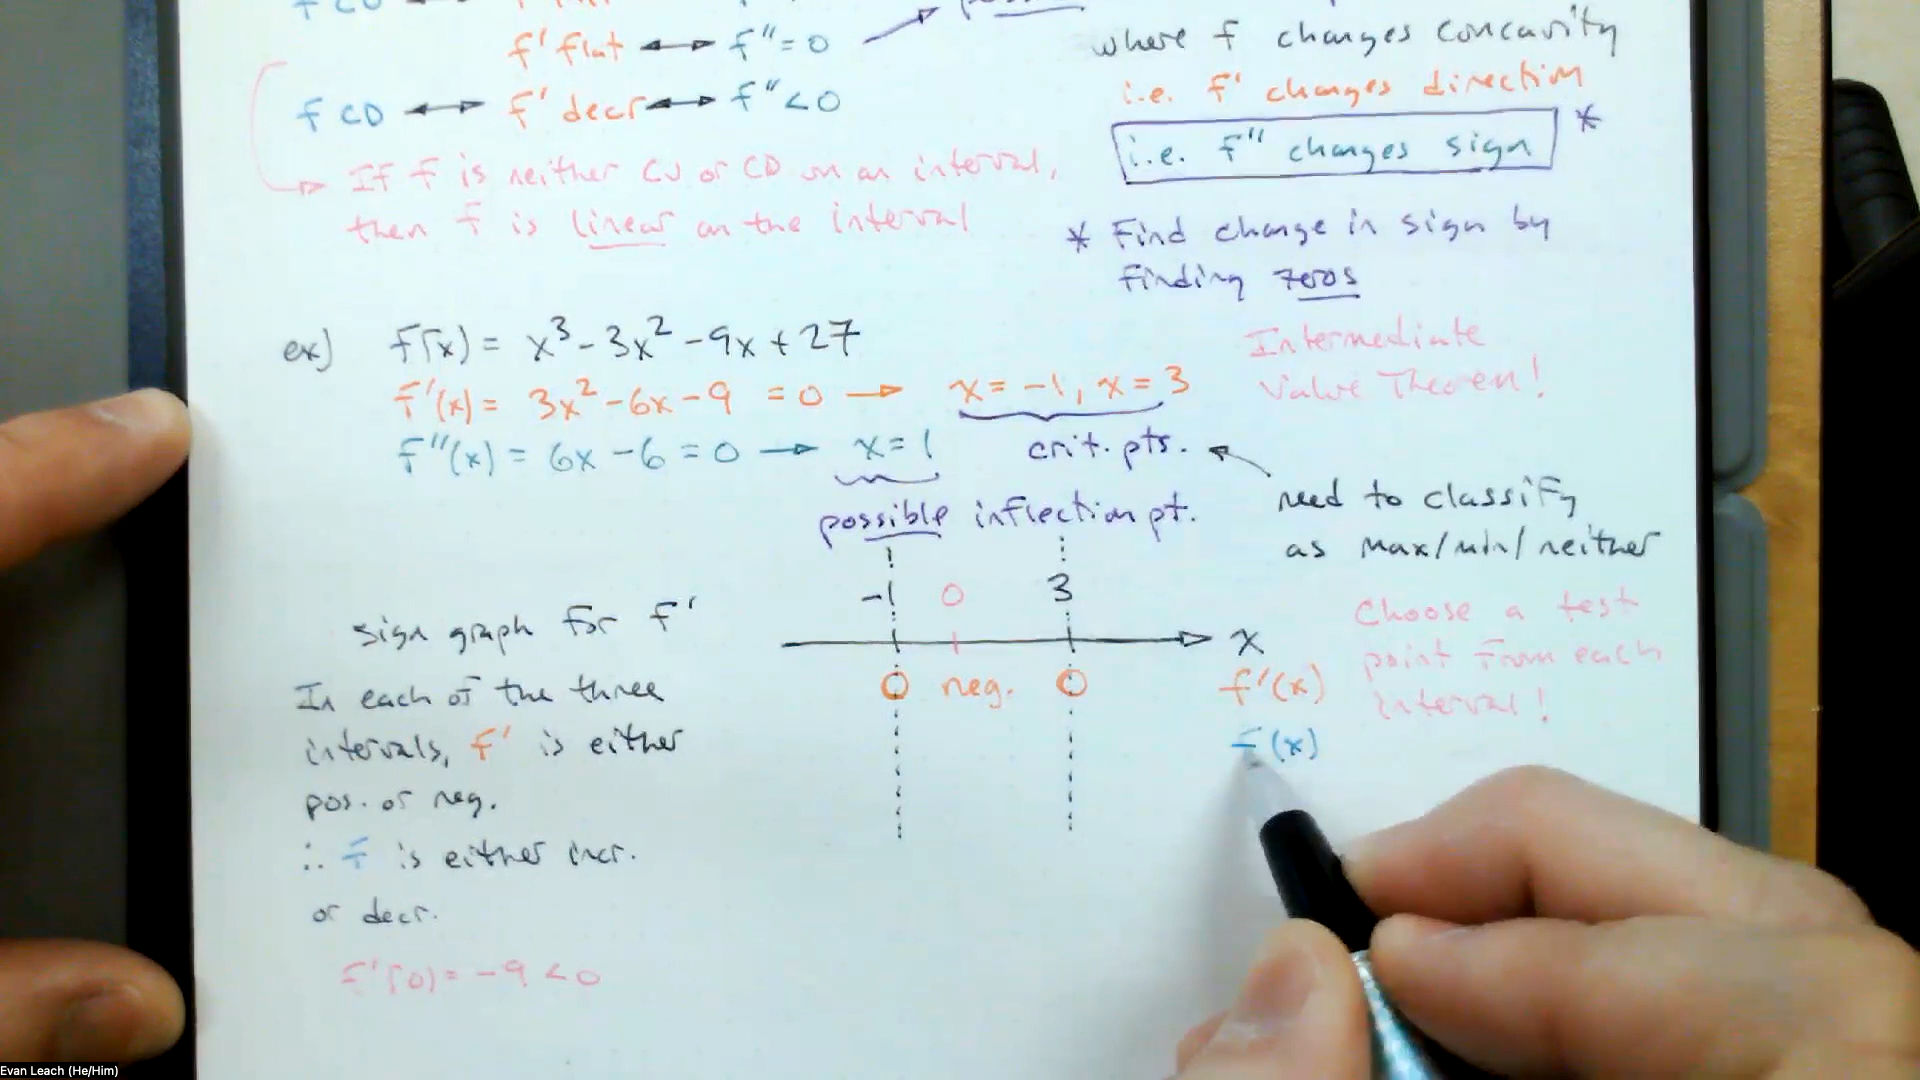 f' flat ⟷ f''=0
f CD ⟷ f' decr ⟷ f''<0
If f is neither CU or CD on an interval,
then f is linear on the interval
where f changes concavity
i.e. f' changes direction
i.e. f'' changes sign *
* Find change in sign by
finding zeros
Intermediate
Value Theorem!
ex) f(x) = x³-3x²-9x+27
f'(x) = 3x²-6x-9 = 0 → x=-1, x=3
f''(x) = 6x-6 = 0 → x=1
crit. pts.
possible inflection pt.
need to classify
as max/min/neither
sign graph for f'
-1 0 3
x
0 neg. 0 f'(x)
f(x)
Choose a test
point from each
interval!
In each of the three
intervals, f' is either
pos. or neg.
∴ f is either incr.
or decr.
f'(0) = -9 < 0
Evan Leach (He/Him)